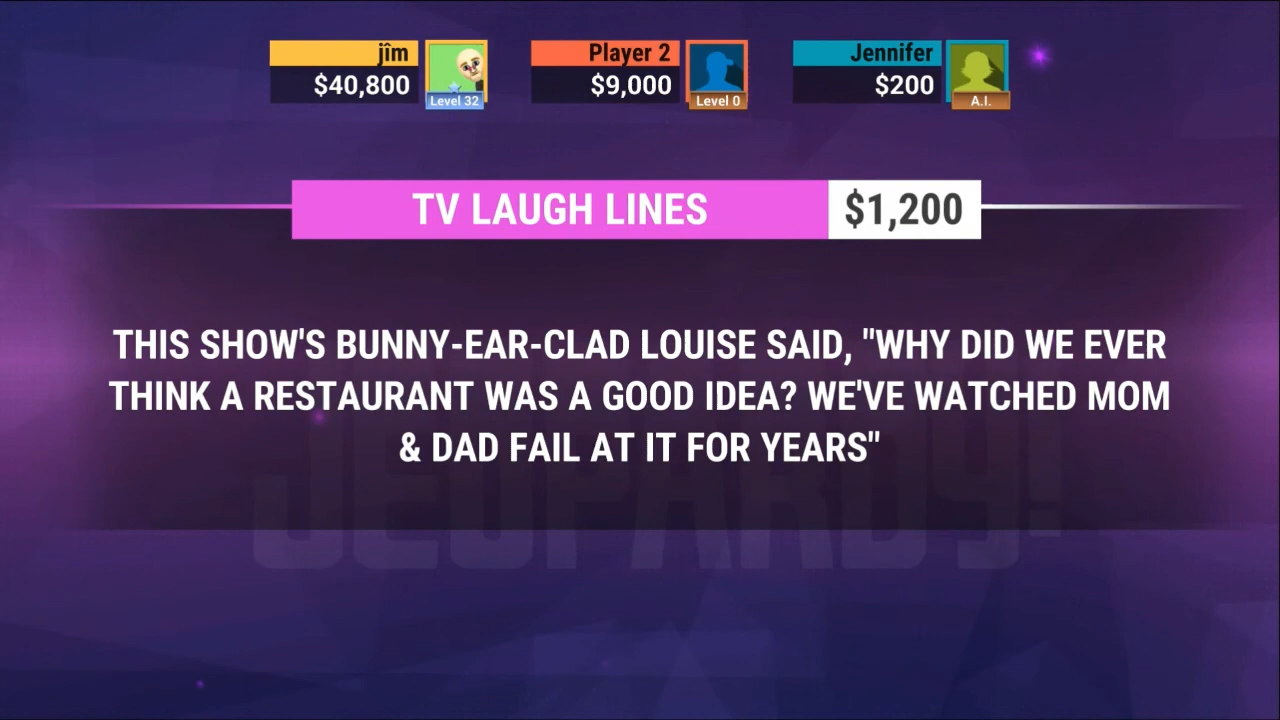 jîm
$40,800
Level 32
Player 2
$9,000
Level 0
Jennifer
$200
A.I.
TV LAUGH LINES
$1,200
THIS SHOW'S BUNNY-EAR-CLAD LOUISE SAID, "WHY DID WE EVER
THINK A RESTAURANT WAS A GOOD IDEA? WE'VE WATCHED MOM
& DAD FAIL AT IT FOR YEARS"
JEOPARDY!